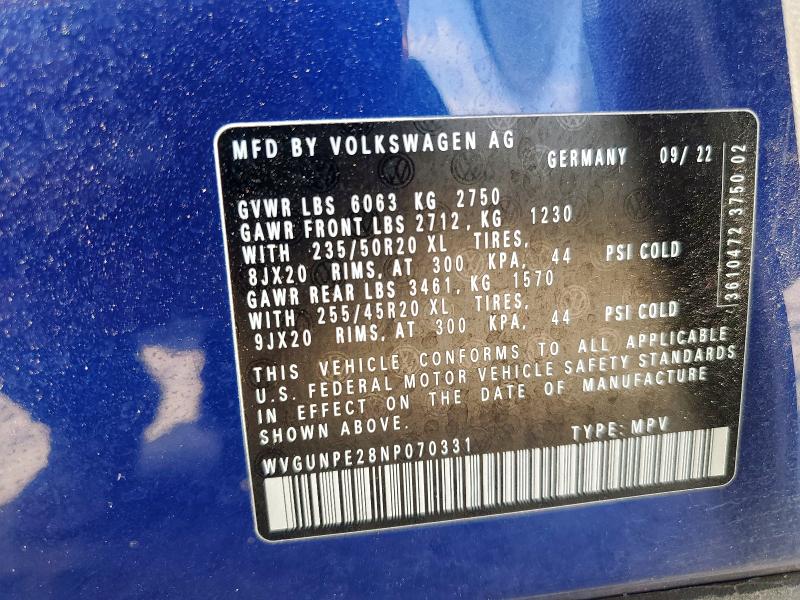 MFD BY VOLKSWAGEN AG
GERMANY 09/ 22
GVWR LBS 6063 KG 2750
GAWR FRONT LBS 2712, KG 1230
WITH 235/50R20 XL TIRES,
8JX20 RIMS, AT 300 KPA, 44 PSI COLD
GAWR REAR LBS 3461, KG 1570
WITH 255/45R20 XL TIRES,
9JX20 RIMS, AT 300 KPA, 44 PSI COLD
THIS VEHICLE CONFORMS TO ALL APPLICABLE
U.S. FEDERAL MOTOR VEHICLE SAFETY STANDARDS
IN EFFECT ON THE DATE OF MANUFACTURE
SHOWN ABOVE.
TYPE: MPV
WVGUNPE28NP070331
3610472 3750 02